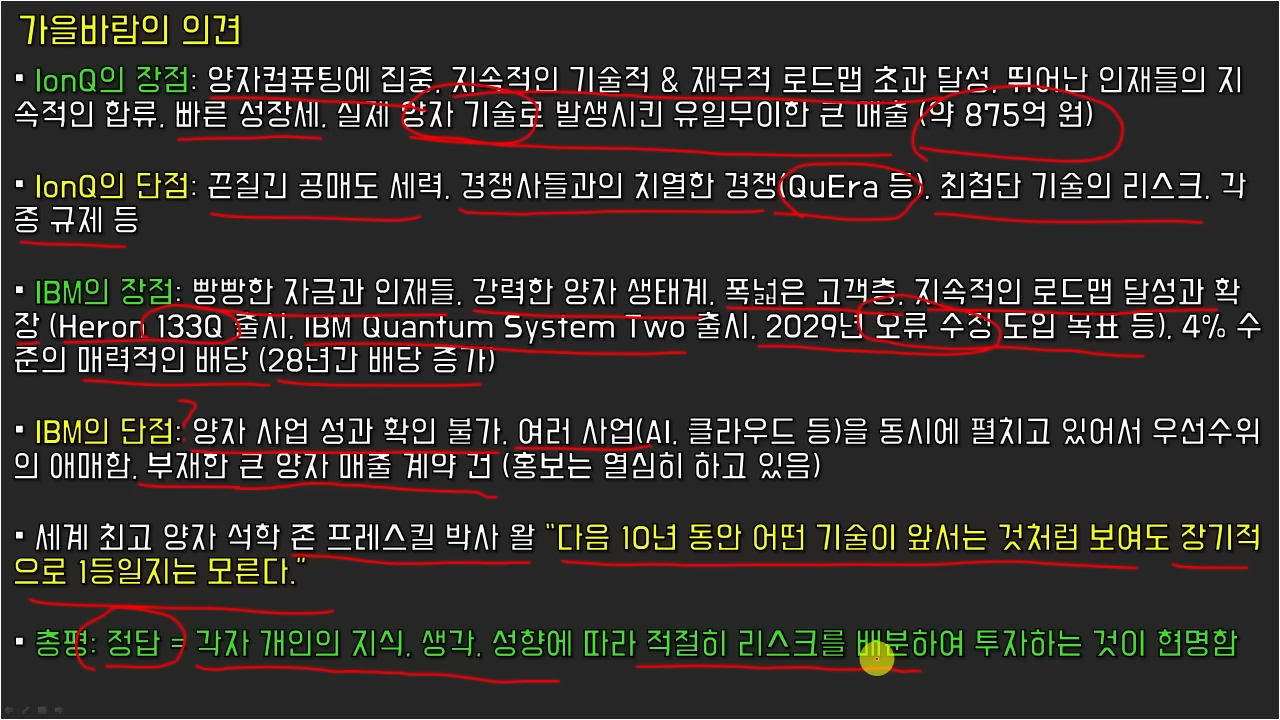 가을바람의 의견
▪ IonQ의 장점: 양자컴퓨팅에 집중, 지속적인 기술적 & 재무적 로드맵 초과 달성, 뛰어난 인재들의 지
속적인 합류, 빠른 성장세, 실제 양자 기술로 발생시킨 유일무이한 큰 매출 (약 875억 원)
▪ IonQ의 단점: 끈질긴 공매도 세력, 경쟁사들과의 치열한 경쟁(QuEra 등), 최첨단 기술의 리스크, 각
종 규제 등
▪ IBM의 장점: 빵빵한 자금과 인재들, 강력한 양자 생태계, 폭넓은 고객층, 지속적인 로드맵 달성과 확
장 (Heron 133Q 출시, IBM Quantum System Two 출시, 2029년 오류 수정 도입 목표 등), 4% 수
준의 매력적인 배당 (28년간 배당 증가)
▪ IBM의 단점: 양자 사업 성과 확인 불가, 여러 사업(AI, 클라우드 등)을 동시에 펼치고 있어서 우선수위
의 애매함, 부재한 큰 양자 매출 계약 건 (홍보는 열심히 하고 있음)
▪ 세계 최고 양자 석학 존 프레스킬 박사 왈 "다음 10년 동안 어떤 기술이 앞서는 것처럼 보여도 장기적
으로 1등일지는 모른다."
▪ 총평: 정답 = 각자 개인의 지식, 생각, 성향에 따라 적절히 리스크를 배분하여 투자하는 것이 현명함